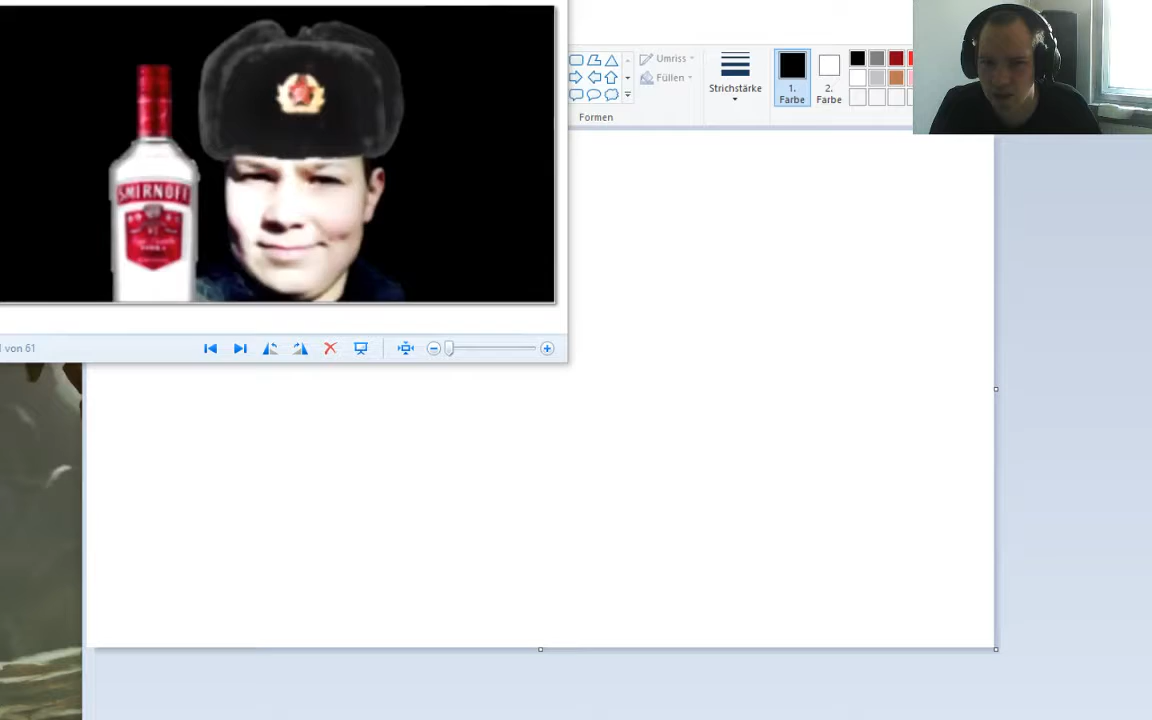 Umriss
Füllen
Strichstärke
1.
Farbe
2.
Farbe
Formen
SMIRNOFF
von 61